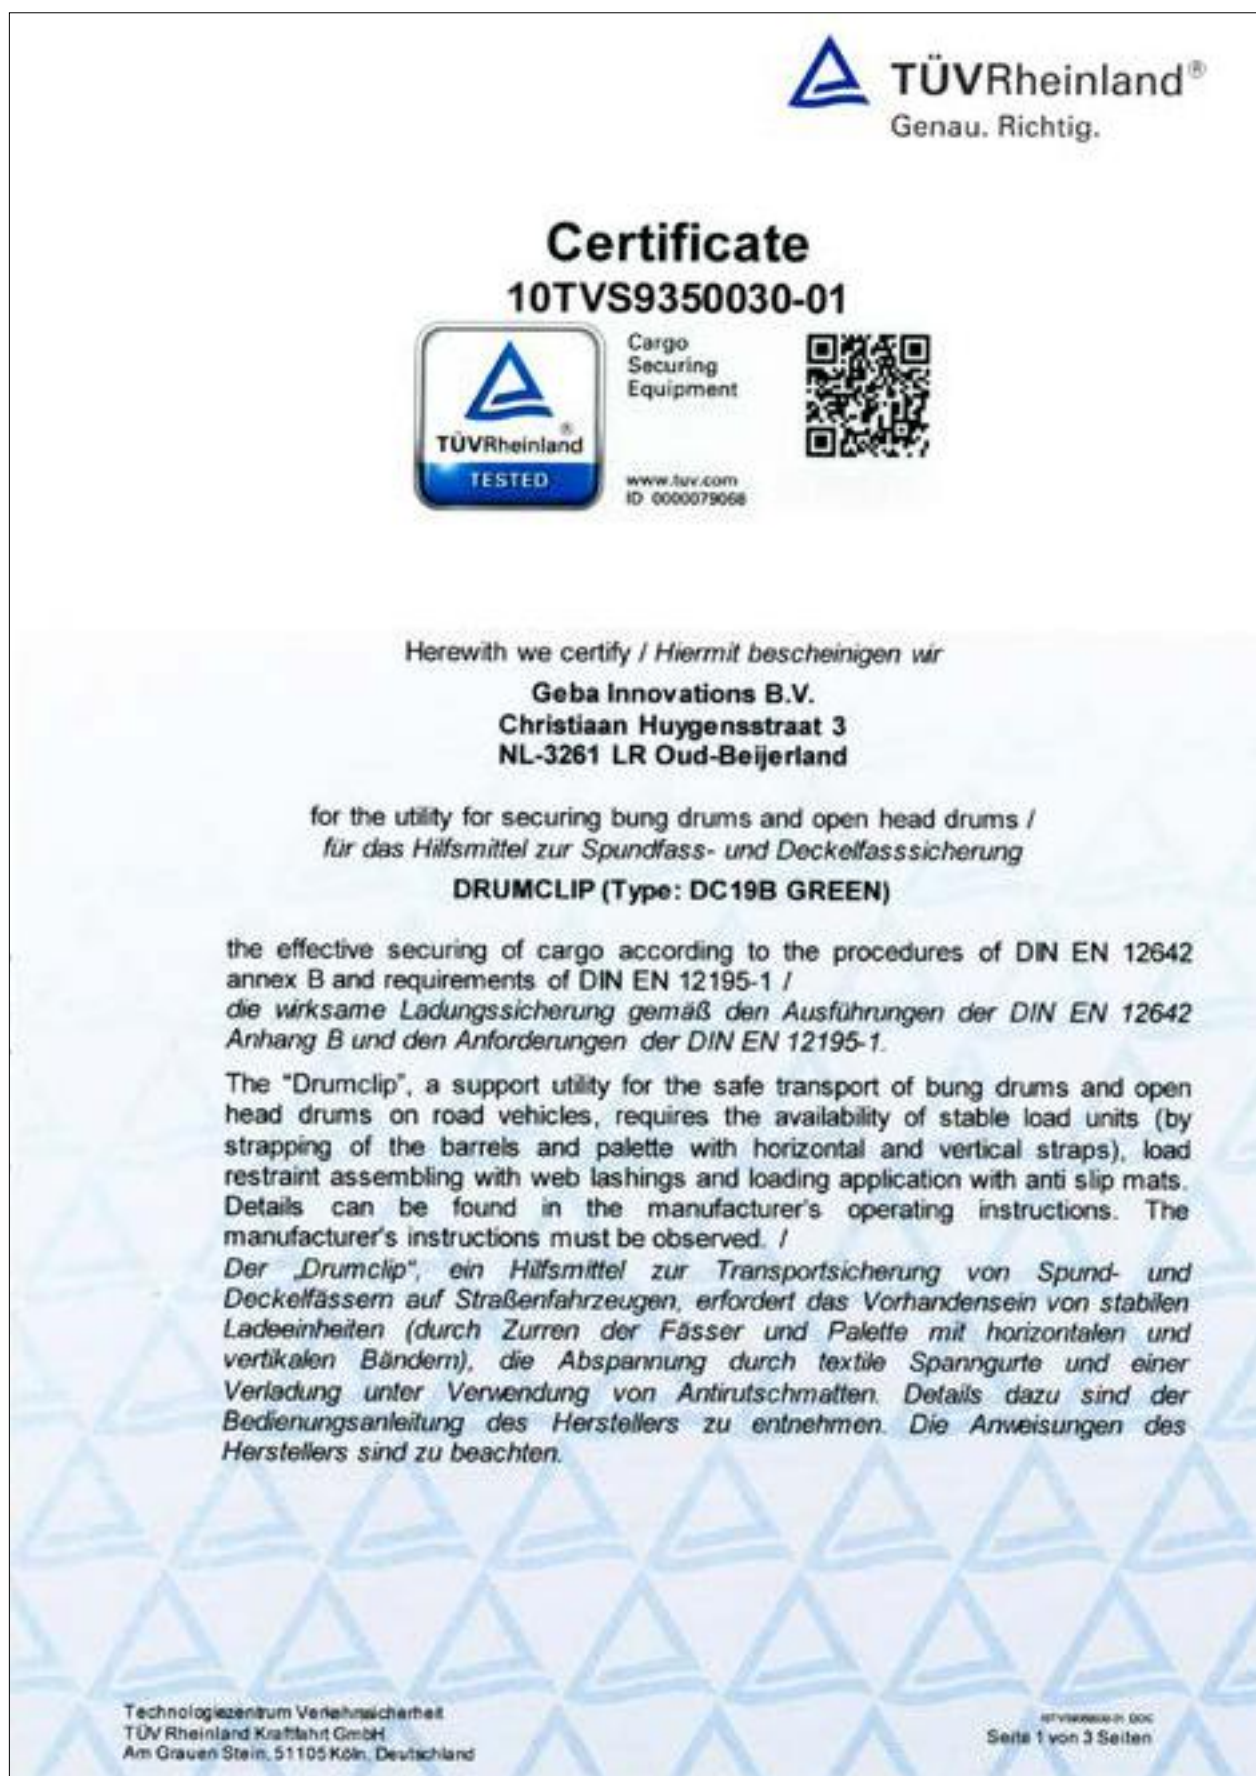 TÜVRheinland®
Genau. Richtig.
Certificate
10TVS9350030-01
Cargo
Securing
Equipment
TÜVRheinland®
TESTED
www.tuv.com
ID 0000079068
Herewith we certify / Hiermit bescheinigen wir
Geba Innovations B.V.
Christiaan Huygensstraat 3
NL-3261 LR Oud-Beijerland
for the utility for securing bung drums and open head drums /
für das Hilfsmittel zur Spundfass- und Deckelfasssicherung
DRUMCLIP (Type: DC19B GREEN)
the effective securing of cargo according to the procedures of DIN EN 12642
annex B and requirements of DIN EN 12195-1 /
die wirksame Ladungssicherung gemäß den Ausführungen der DIN EN 12642
Anhang B und den Anforderungen der DIN EN 12195-1.
The "Drumclip", a support utility for the safe transport of bung drums and open
head drums on road vehicles, requires the availability of stable load units (by
strapping of the barrels and palette with horizontal and vertical straps), load
restraint assembling with web lashings and loading application with anti slip mats.
Details can be found in the manufacturer's operating instructions. The
manufacturer's instructions must be observed. /
Der „Drumclip", ein Hilfsmittel zur Transportsicherung von Spund- und
Deckelfässern auf Straßenfahrzeugen, erfordert das Vorhandensein von stabilen
Ladeeinheiten (durch Zurren der Fässer und Palette mit horizontalen und
vertikalen Bändern), die Abspannung durch textile Spanngurte und einer
Verladung unter Verwendung von Antirutschmatten. Details dazu sind der
Bedienungsanleitung des Herstellers zu entnehmen. Die Anweisungen des
Herstellers sind zu beachten.
Technologiezentrum Verkehrssicherheit
TÜV Rheinland Kraftfahrt GmbH
Am Grauen Stein, 51105 Köln, Deutschland
Seite 1 von 3 Seiten